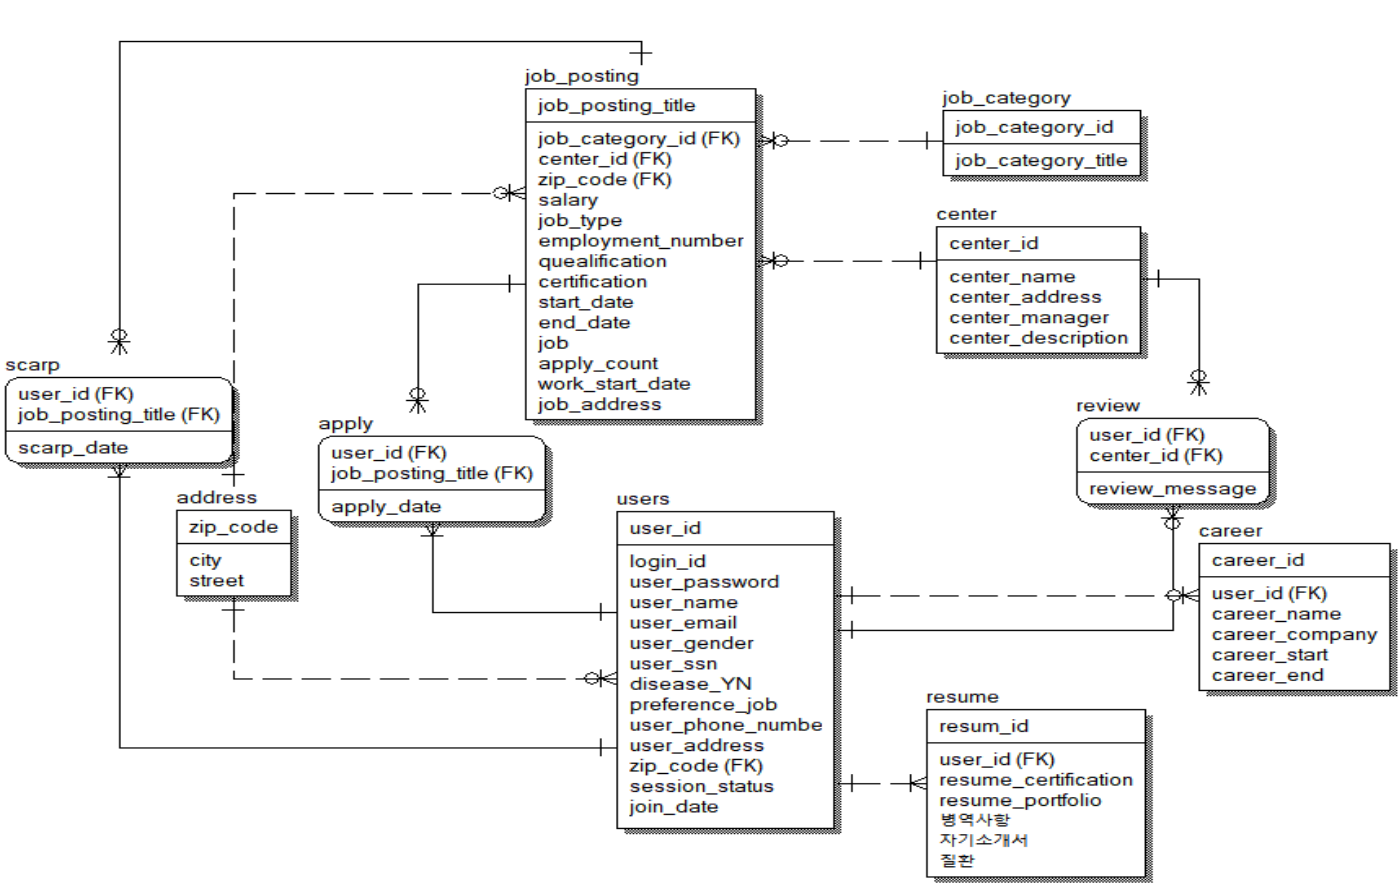 job_posting
job_posting_title
job_category_id (FK)
center_id (FK)
zip_code (FK)
salary
job_type
employment_number
quealification
certification
start_date
end_date
job
apply_count
work_start_date
job_address
job_category
job_category_id
job_category_title
center
center_id
center_name
center_address
center_manager
center_description
scarp
user_id (FK)
job_posting_title (FK)
scarp_date
apply
user_id (FK)
job_posting_title (FK)
apply_date
review
user_id (FK)
center_id (FK)
review_message
address
zip_code
city
street
users
user_id
login_id
user_password
user_name
user_email
user_gender
user_ssn
disease_YN
preference_job
user_phone_numbe
user_address
zip_code (FK)
session_status
join_date
career
career_id
user_id (FK)
career_name
career_company
career_start
career_end
resume
resum_id
user_id (FK)
resume_certification
resume_portfolio
병역사항
자기소개서
질환